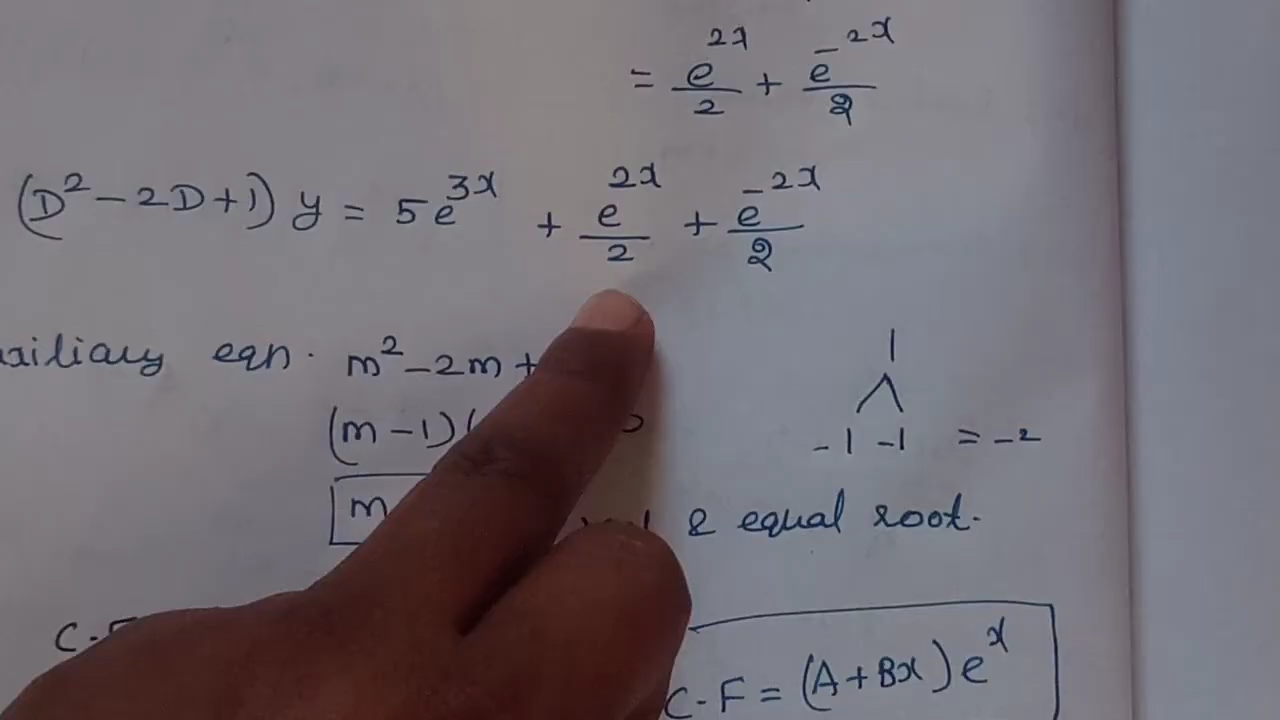 = e^2x/2 + e^-2x/2
(D² - 2D + 1) y = 5e^3x + e^2x/2 + e^-2x/2
eqn. m² - 2m +
(m - 1)(
1
-1 -1 = -2
m
& equal root.
C.F = (A + Bx) e^x